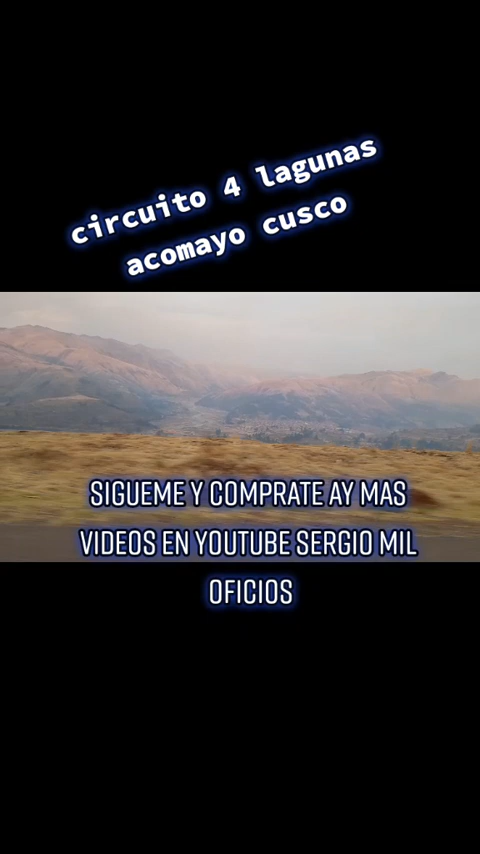 circuito 4 lagunas
acomayo cusco
SIGUEME Y COMPRATE AY MAS
VIDEOS EN YOUTUBE SERGIO MIL
OFICIOS